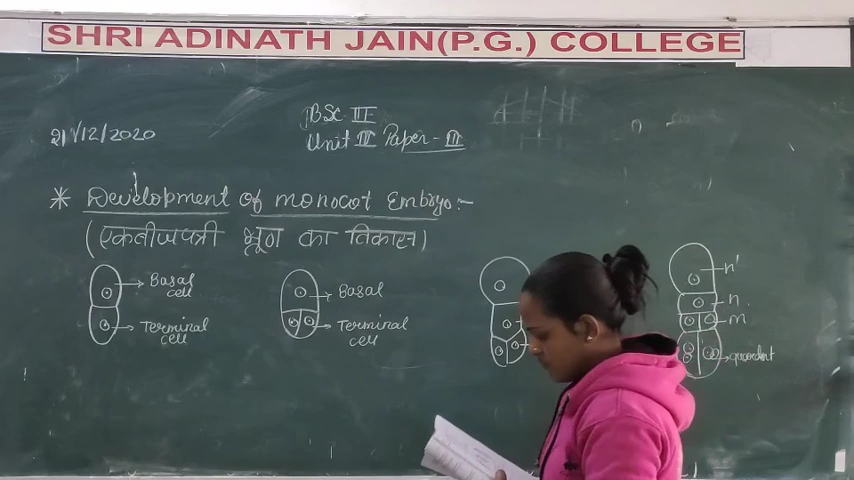 SHRI ADINATH JAIN(P.G.) COLLEGE
21/12/2020
BSc. III
Unit III Paper - III
* Development of monocot Embryo:-
(एकबीजपत्री भ्रूण का विकास)
Basal
cell
Terminal
cell
Basal
Terminal
cell
n'
n
m
quardent